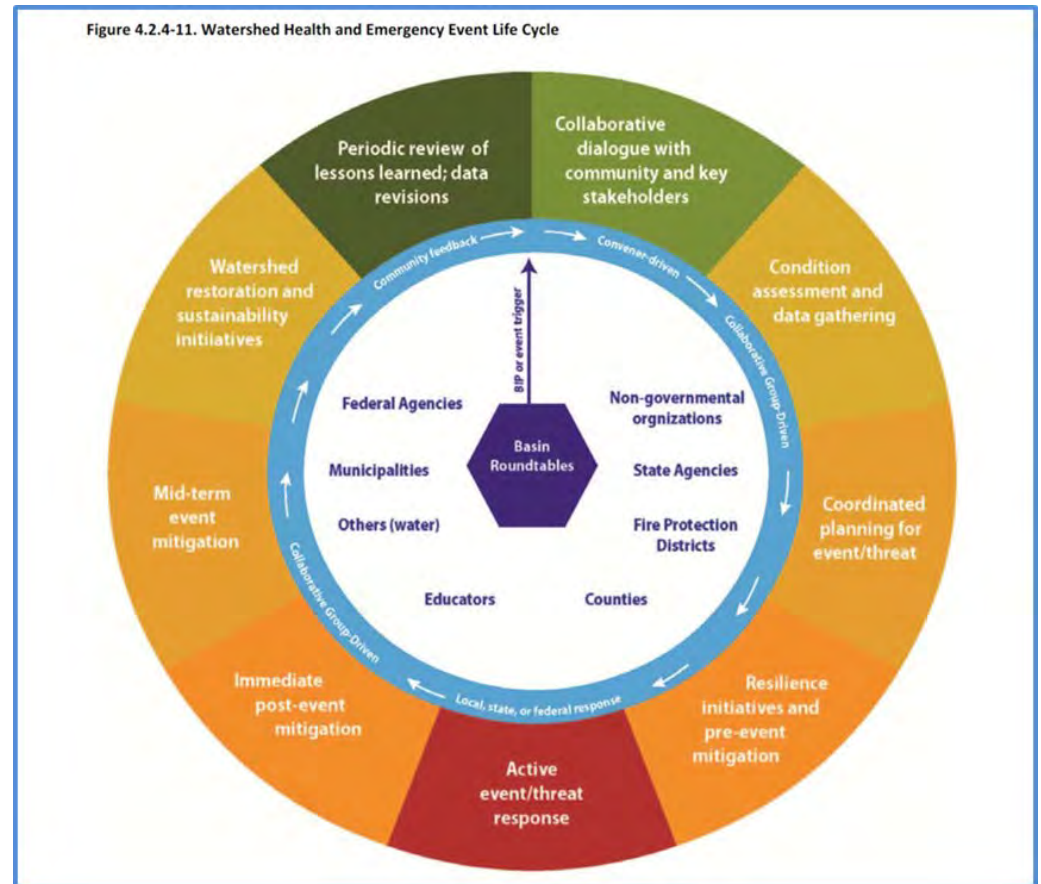 Figure 4.2.4-11. Watershed Health and Emergency Event Life Cycle
Collaborative
dialogue with
community and key
stakeholders
Condition
assessment and
data gathering
Coordinated
planning for
event/threat
Resilience
initiatives and
pre-event
mitigation
Active
event/threat
response
Immediate
post-event
mitigation
Mid-term
event
mitigation
Watershed
restoration and
sustainability
initiatives
Periodic review of
lessons learned; data
revisions
Community feedback
Convener-driven
Collaborative Group-Driven
Local, state, or federal response
Collaborative Group-Driven
BIP or event trigger
Basin
Roundtables
Federal Agencies
Municipalities
Others (water)
Educators
Non-governmental
orgnizations
State Agencies
Fire Protection
Districts
Counties